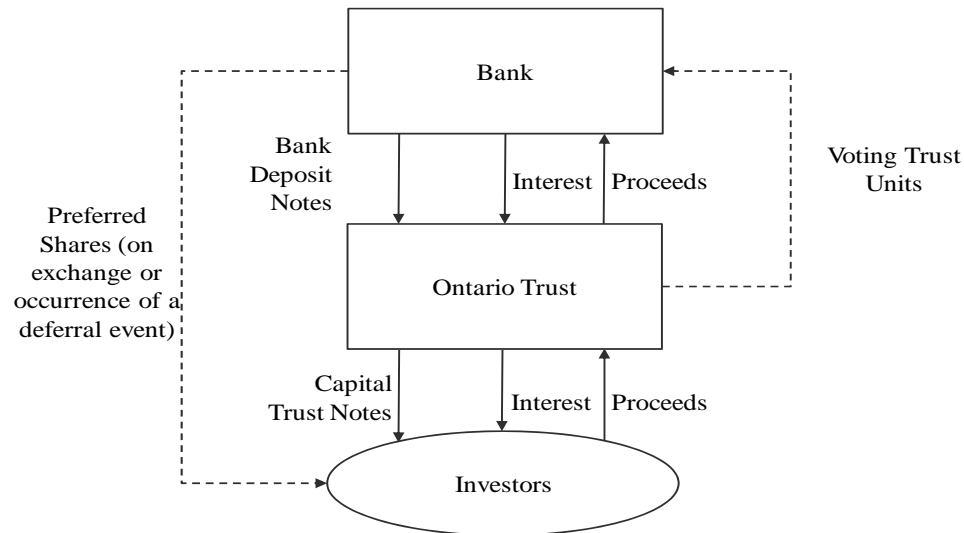 Bank
Bank
Deposit
Notes
Interest
Proceeds
Voting Trust
Units
Preferred
Shares (on
exchange or
occurrence of a
deferral event)
Ontario Trust
Capital
Trust Notes
Interest
Proceeds
Investors